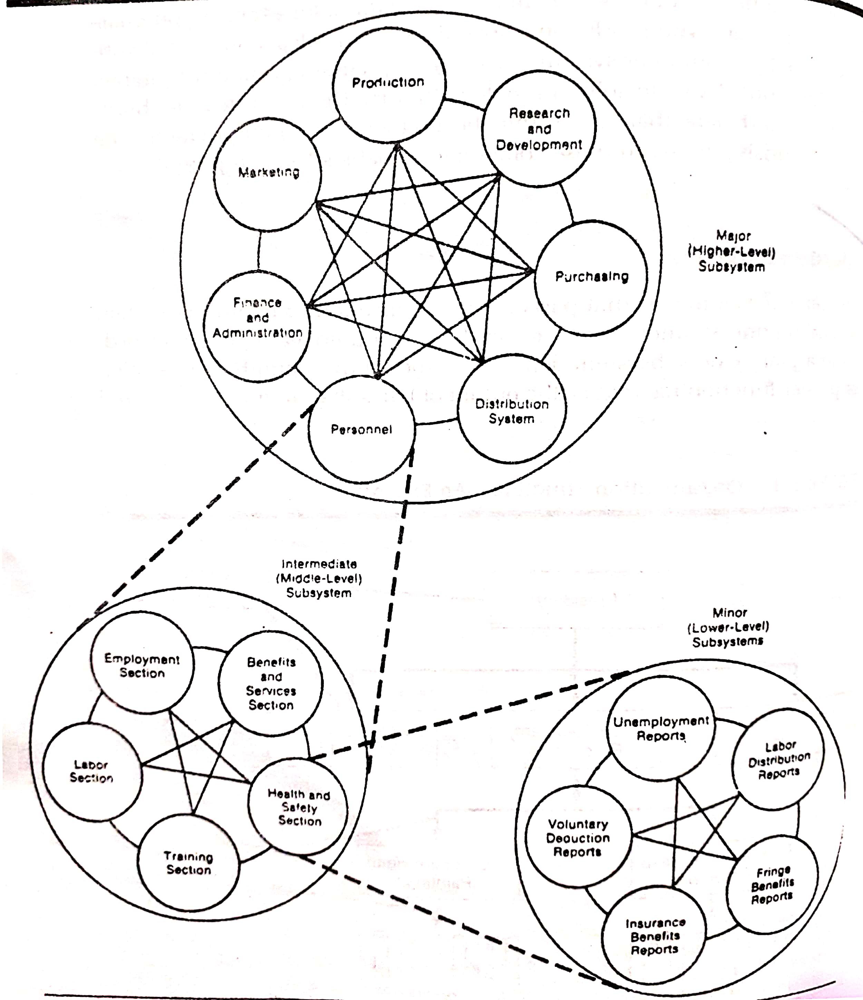 Production
Research
and
Development
Marketing
Purchasing
Major
(Higher-Level)
Subsystem
Finance
and
Administration
Distribution
System
Personnel
Intermediate
(Middle-Level)
Subsystem
Employment
Section
Benefits
and
Services
Section
Labor
Section
Health and
Safety
Section
Training
Section
Minor
(Lower-Level)
Subsystems
Unemployment
Reports
Labor
Distribution
Reports
Voluntary
Deduction
Reports
Fringe
Benefits
Reports
Insurance
Benefits
Reports